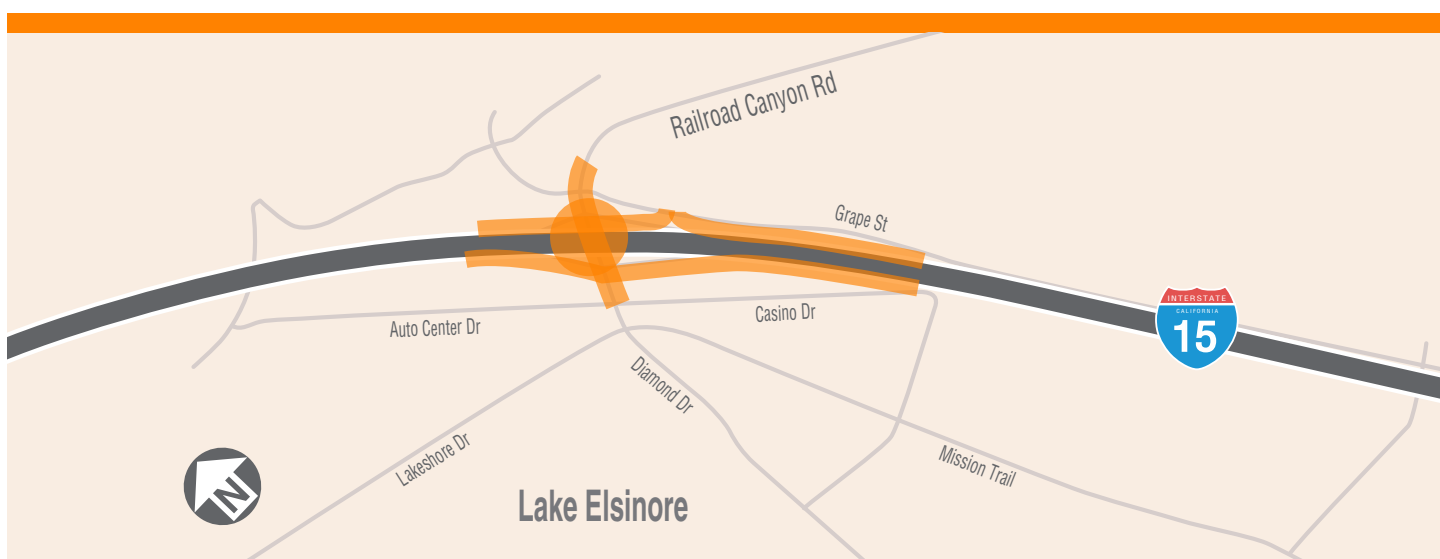 Railroad Canyon Rd
Grape St
INTERSTATE
CALIFORNIA
15
Casino Dr
Auto Center Dr
Diamond Dr
Lakeshore Dr
Mission Trail
N
Lake Elsinore